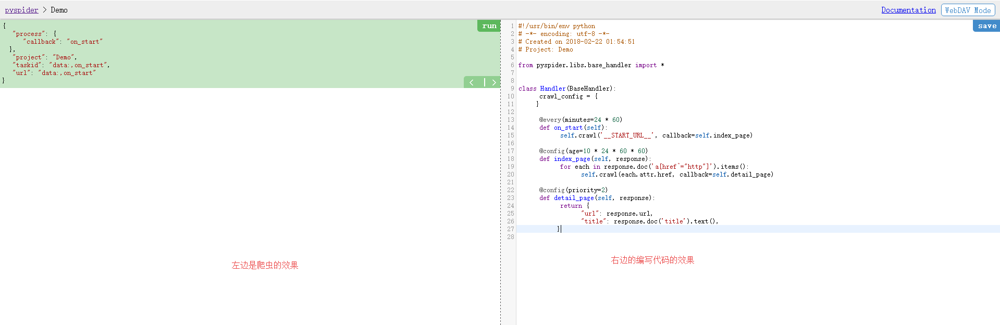 pyspider > Demo
Documentation WebDAV Mode
run
{
"process": {
"callback": "on_start"
},
"project": "Demo",
"taskid": "data:,on_start",
"url": "data:,on_start"
}
< | >
左边是爬虫的效果
save
1 #!/usr/bin/env python
2 # -*- encoding: utf-8 -*-
3 # Created on 2018-02-22 01:54:51
4 # Project: Demo
5
6 from pyspider.libs.base_handler import *
7
8
9 class Handler(BaseHandler):
10 crawl_config = {
11 }
12
13 @every(minutes=24 * 60)
14 def on_start(self):
15 self.crawl('__START_URL__', callback=self.index_page)
16
17 @config(age=10 * 24 * 60 * 60)
18 def index_page(self, response):
19 for each in response.doc('a[href^="http"]').items():
20 self.crawl(each.attr.href, callback=self.detail_page)
21
22 @config(priority=2)
23 def detail_page(self, response):
24 return {
25 "url": response.url,
26 "title": response.doc('title').text(),
27 }
28
右边的编写代码的效果